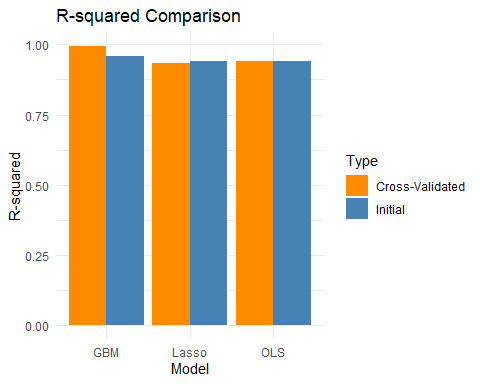 R-squared Comparison
1.00
0.75
0.50
0.25
0.00
R-squared
GBM
Lasso
OLS
Model
Type
Cross-Validated
Initial